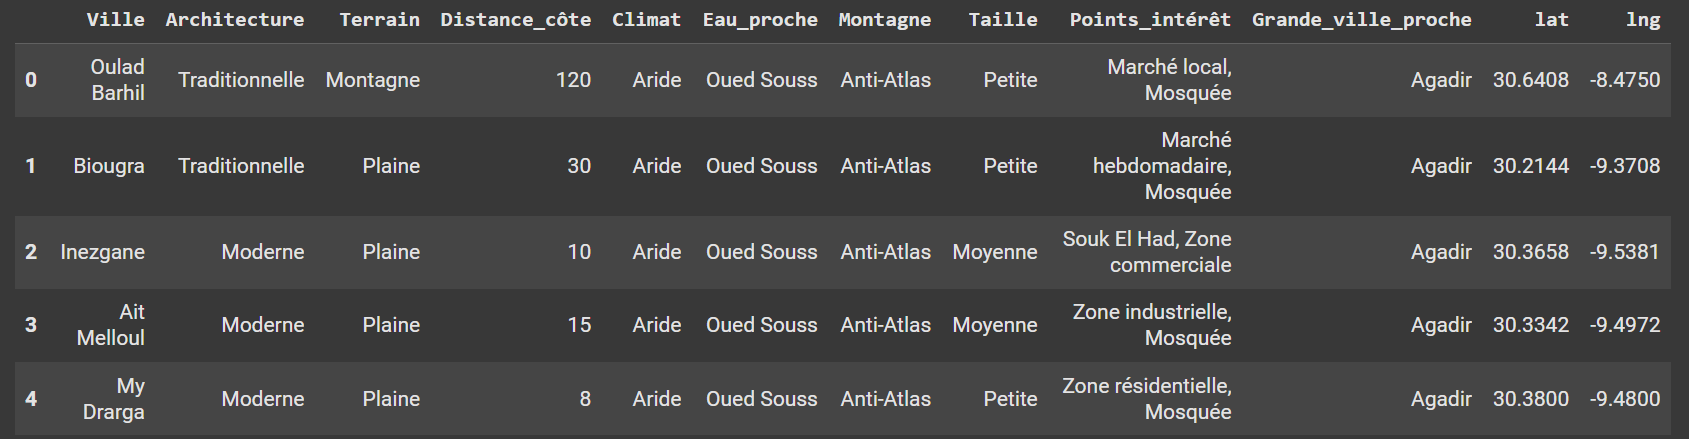 Ville Architecture Terrain Distance_côte Climat Eau_proche Montagne Taille Points_intérêt Grande_ville_proche lat lng
0 Oulad Barhil Traditionnelle Montagne 120 Aride Oued Souss Anti-Atlas Petite Marché local, Mosquée Agadir 30.6408 -8.4750
1 Biougra Traditionnelle Plaine 30 Aride Oued Souss Anti-Atlas Petite Marché hebdomadaire, Mosquée Agadir 30.2144 -9.3708
2 Inezgane Moderne Plaine 10 Aride Oued Souss Anti-Atlas Moyenne Souk El Had, Zone commerciale Agadir 30.3658 -9.5381
3 Ait Melloul Moderne Plaine 15 Aride Oued Souss Anti-Atlas Moyenne Zone industrielle, Mosquée Agadir 30.3342 -9.4972
4 My Drarga Moderne Plaine 8 Aride Oued Souss Anti-Atlas Petite Zone résidentielle, Mosquée Agadir 30.3800 -9.4800